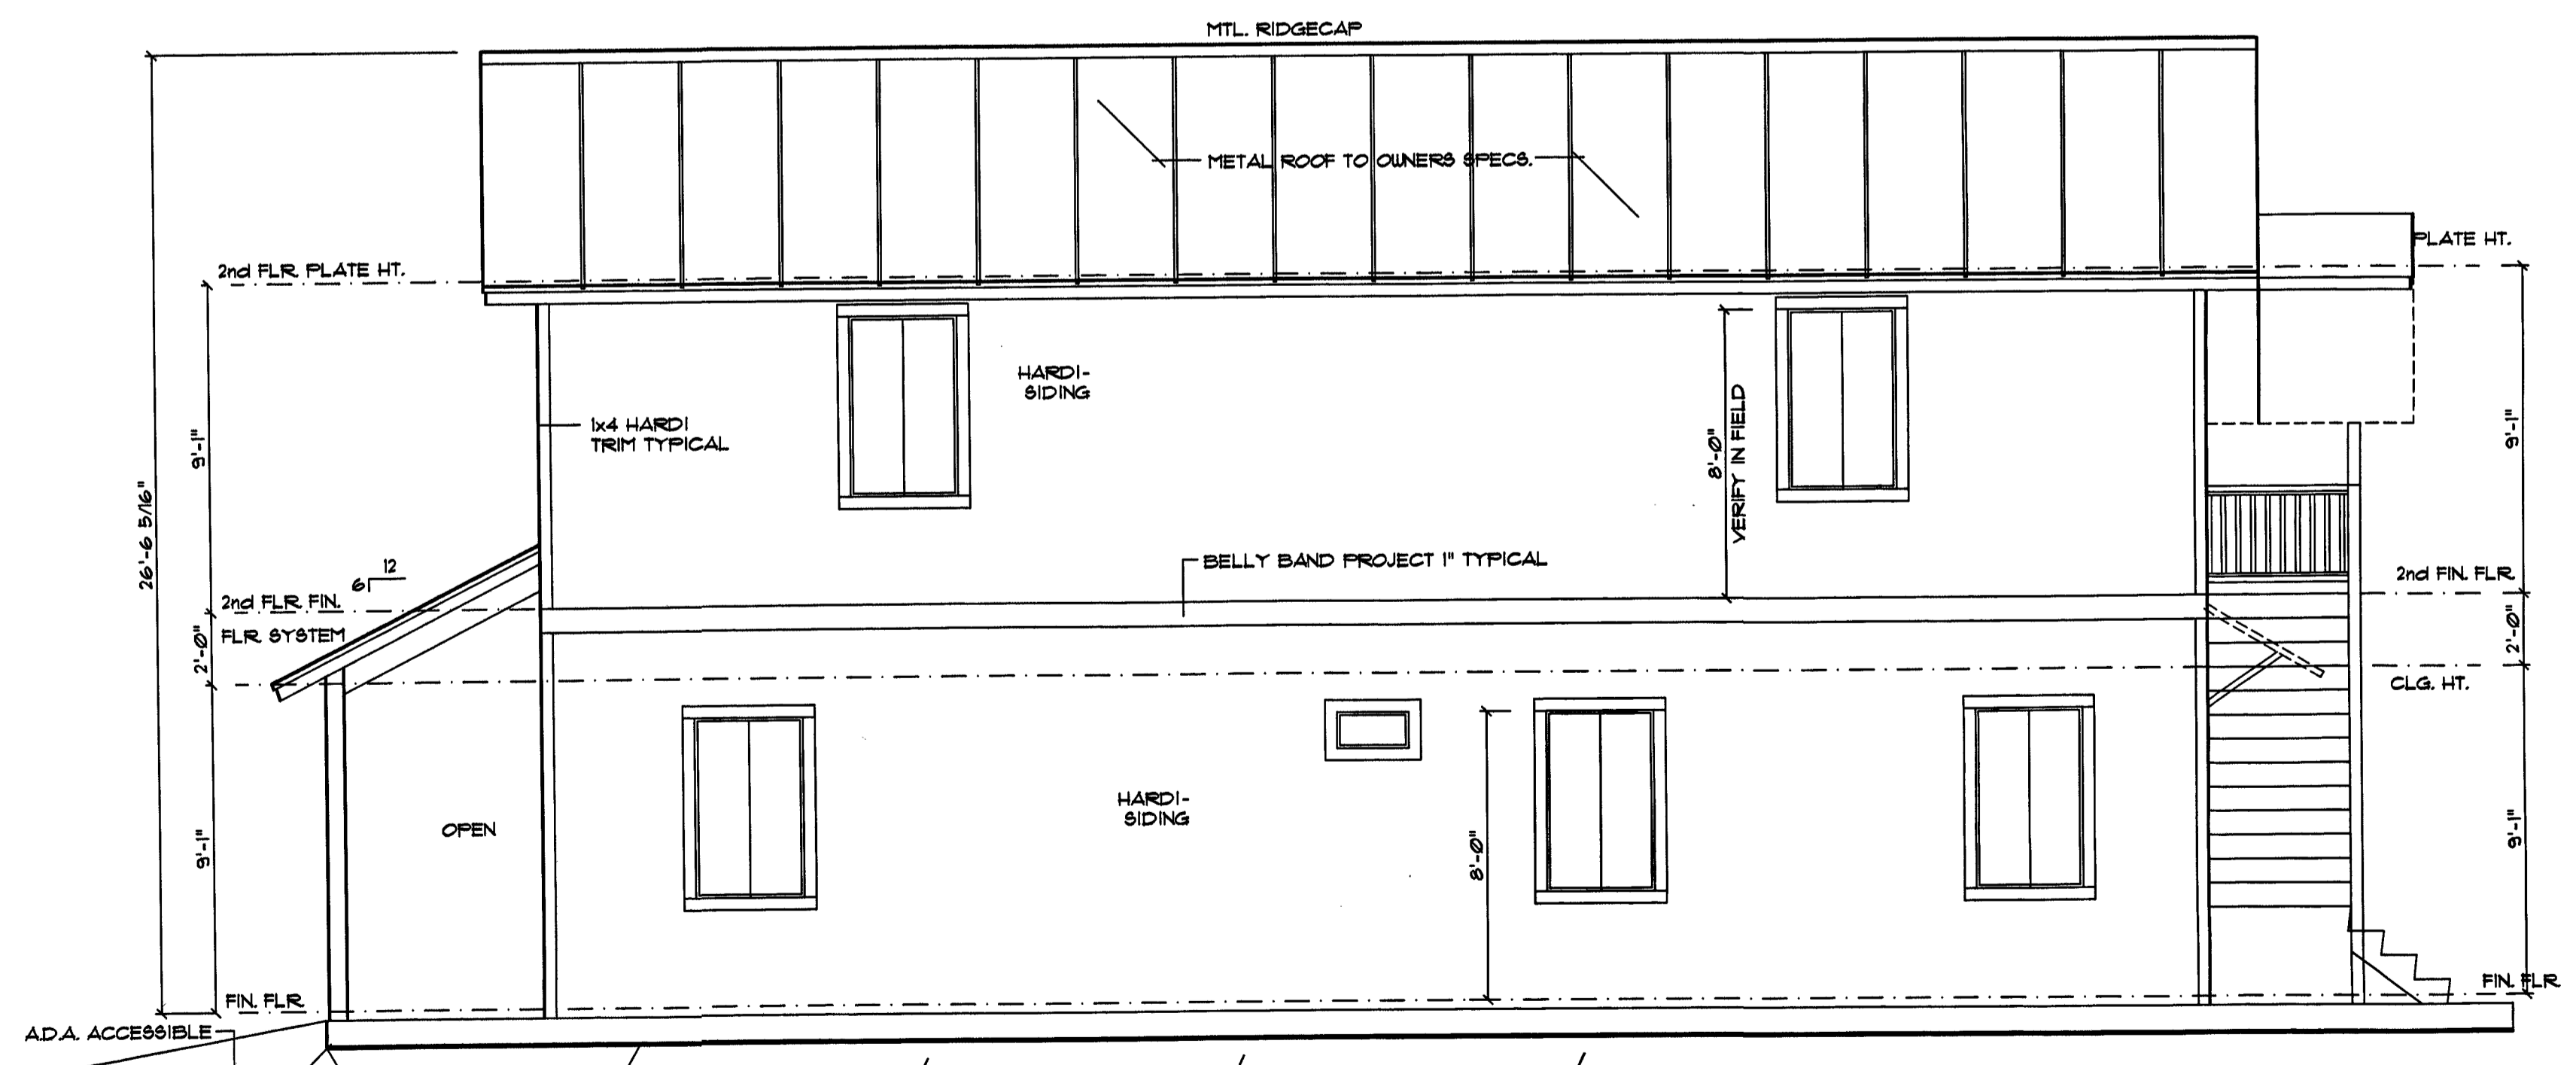 MTL. RIDGECAP
METAL ROOF TO OWNERS SPECS.
2nd FLR. PLATE HT.
PLATE HT.
HARDI-
SIDING
1x4 HARDI
TRIM TYPICAL
9'-1"
26'-6 5/16"
8'-0"
VERIFY IN FIELD
9'-1"
BELLY BAND PROJECT 1" TYPICAL
12
6
2nd FLR. FIN.
FLR. SYSTEM
2'-0"
2nd FIN. FLR.
2'-0"
CLG. HT.
HARDI-
SIDING
OPEN
9'-1"
8'-0"
9'-1"
FIN. FLR.
FIN. FLR.
A.D.A. ACCESSIBLE